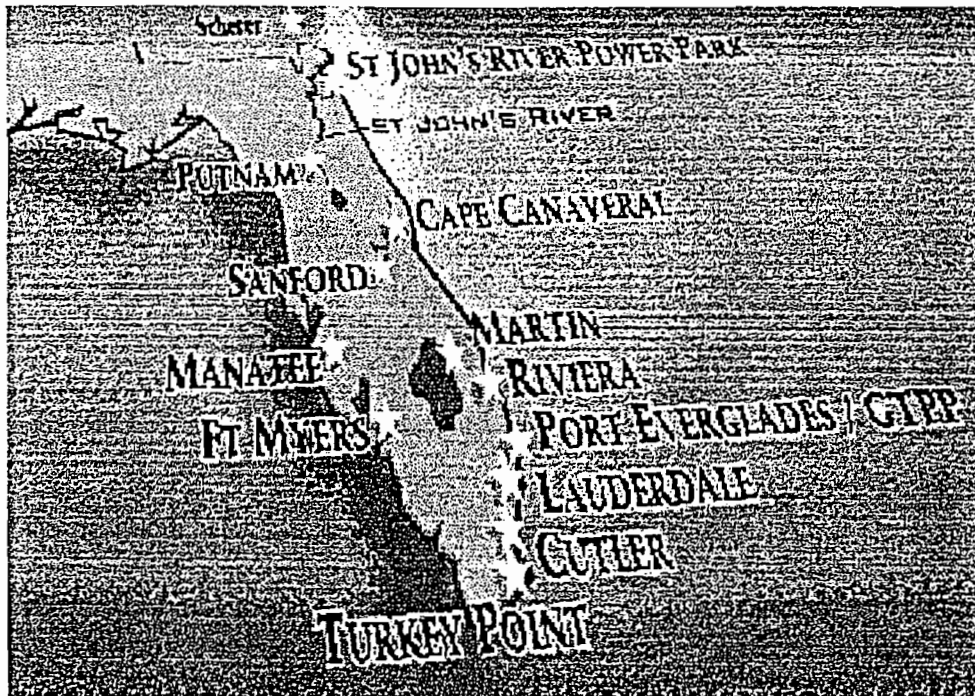 Scherer
ST JOHN'S RIVER POWER PARK
ST JOHN'S RIVER
PUTNAM
CAPE CANAVERAL
SANFORD
MARTIN
MANATEE
RIVIERA
FT MYERS
PORT EVERGLADES / GTPP
LAUDERDALE
CUTLER
TURKEY POINT